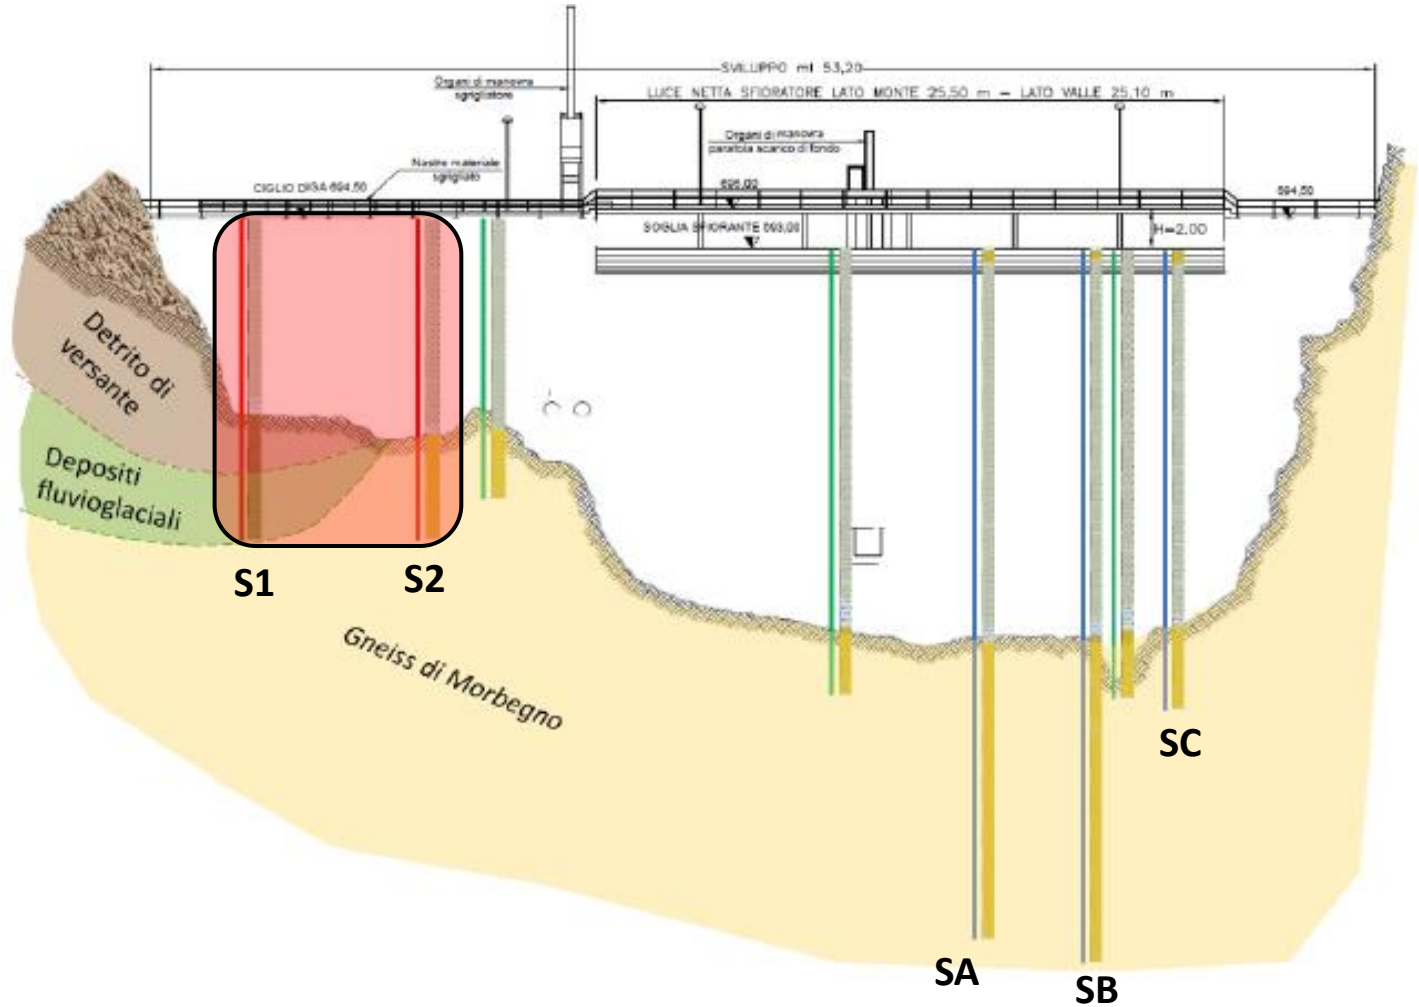 SVILUPPO ml 53,20
Organi di manovra
sgrigliatore
LUCE NETTA SFIORATORE LATO MONTE 25,50 m – LATO VALLE 25,10 m
Organi di manovra
paratoia scarico di fondo
Nastro materiale
sgrigliato
CIGLIO DIGA 694,50
695,00
694,50
SOGLIA SFIORANTE 693,00
H=2,00
Detrito di
versante
Depositi
fluvioglaciali
S1
S2
Gneiss di Morbegno
SC
SA
SB